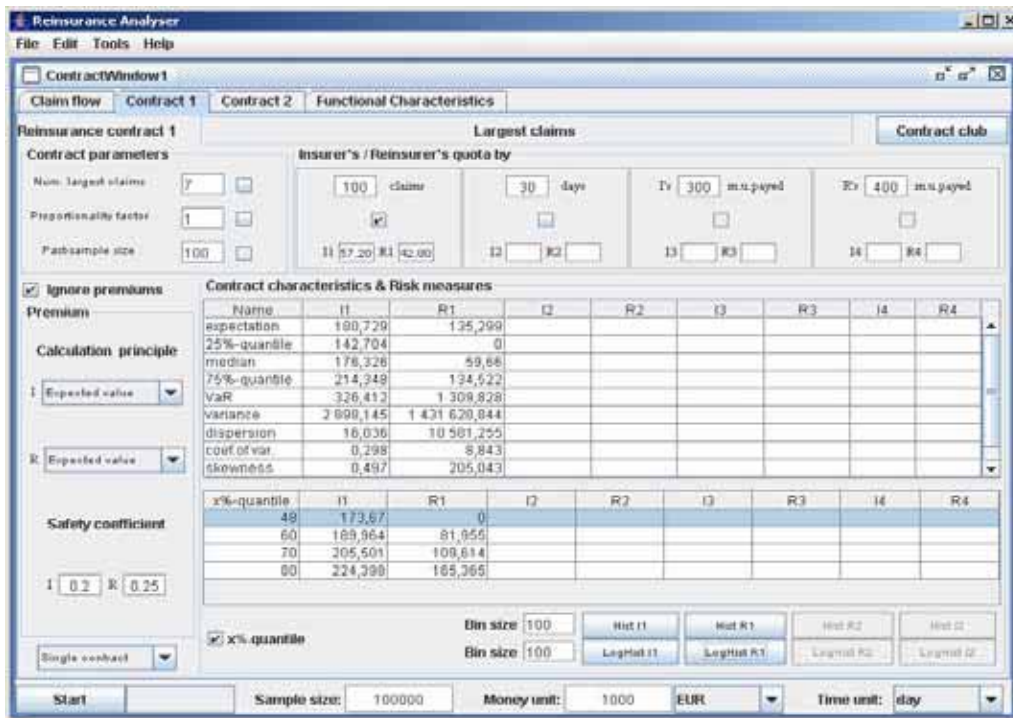 Reinsurance Analyser
File Edit Tools Help
ContractWindow1
Claim flow Contract 1 Contract 2 Functional Characteristics
Reinsurance contract 1 Largest claims Contract club
Contract parameters Insurer's / Reinsurer's quota by
Num. largest claims 7 100 claims 30 days I's 300 m.u.payed R's 400 m.u.payed
Proportionality factor 1
Past sample size 100 I1 57.20 R1 42.80 I2 R2 I3 R3 I4 R4
Ignore premiums Contract characteristics & Risk measures
Premium Name I1 R1 I2 R2 I3 R3 I4 R4
expectation 180,729 135,299
25%-quantile 142,704 0
Calculation principle median 176,326 59,66
75%-quantile 214,348 134,522
I Expected value VaR 326,412 1 309,828
variance 2 898,145
dispersion 16,036 10 581,255
R Expected value coef.of var. 0,298 8,843
skewness 0,497 205,043
x%-quantile I1 R1 I2 R2 I3 R3 I4 R4
Safety coefficient 48 173,67 0
60 189,964 81,955
70 205,501 109,614
I 0.2 R 0.25 80 224,398 165,365
x% quantile Bin size 100 Hist I1 Hist R1 Hist R2 Hist I2
Single contract Bin size 100 LogHist I1 LogHist R1 LogHist R2 LogHist I2
Start Sample size: 100000 Money unit: 1000 EUR Time unit: day